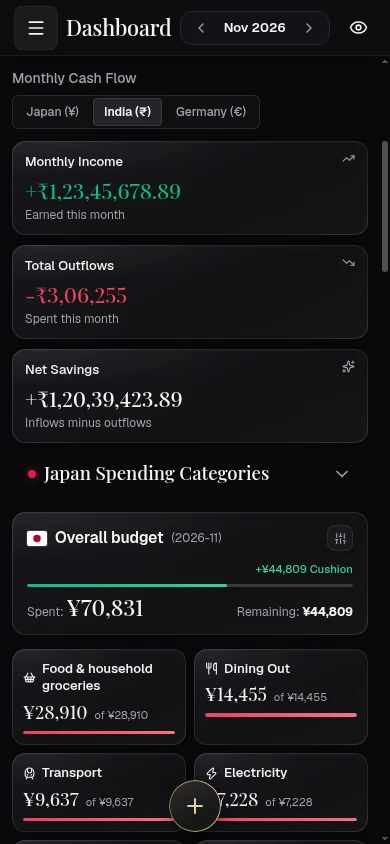 Dashboard
Nov 2026
Monthly Cash Flow
Japan (¥)
India (₹)
Germany (€)
Monthly Income
+₹1,23,45,678.89
Earned this month
Total Outflows
-₹3,06,255
Spent this month
Net Savings
+₹1,20,39,423.89
Inflows minus outflows
Japan Spending Categories
Overall budget (2026-11)
+¥44,809 Cushion
Spent: ¥70,831
Remaining: ¥44,809
Food & household
groceries
¥28,910 of ¥28,910
Dining Out
¥14,455 of ¥14,455
Transport
¥9,637 of ¥9,637
Electricity
7,228 of ¥7,228